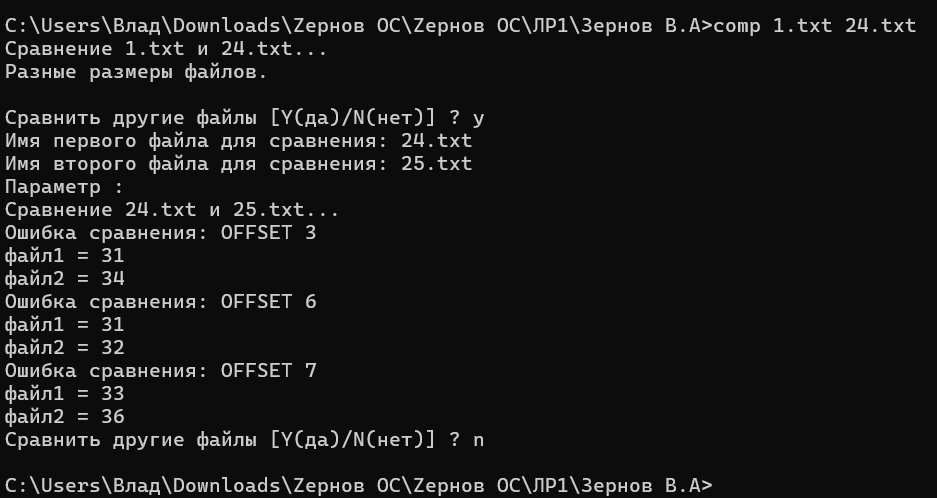 C:\Users\Влад\Downloads\Zернов ОС\Zернов ОС\ЛР1\Зернов В.А>comp 1.txt 24.txt
Сравнение 1.txt и 24.txt...
Разные размеры файлов.
Сравнить другие файлы [Y(да)/N(нет)] ? y
Имя первого файла для сравнения: 24.txt
Имя второго файла для сравнения: 25.txt
Параметр :
Сравнение 24.txt и 25.txt...
Ошибка сравнения: OFFSET 3
файл1 = 31
файл2 = 34
Ошибка сравнения: OFFSET 6
файл1 = 31
файл2 = 32
Ошибка сравнения: OFFSET 7
файл1 = 33
файл2 = 36
Сравнить другие файлы [Y(да)/N(нет)] ? n
C:\Users\Влад\Downloads\Zернов ОС\Zернов ОС\ЛР1\Зернов В.А>